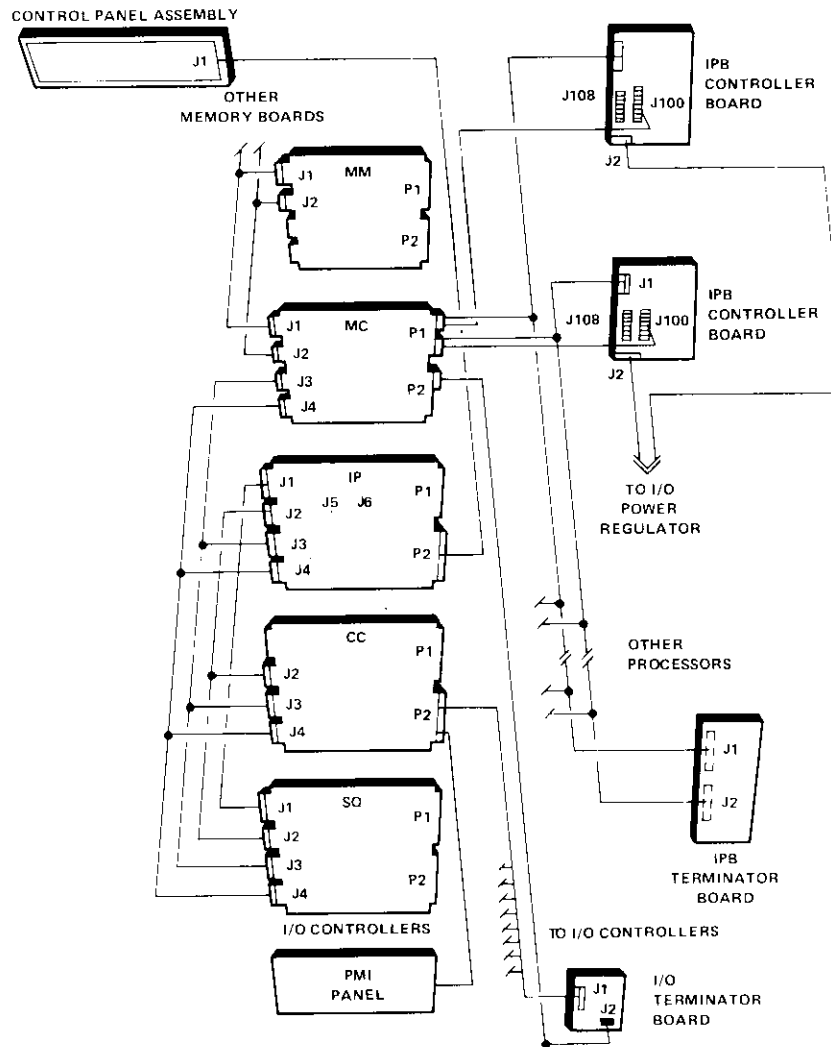 CONTROL PANEL ASSEMBLY
J1
OTHER
MEMORY BOARDS
IPB
CONTROLLER
BOARD
J108
J100
J2
J1
MM
P1
J2
P2
J1
MC
P1
J2
J3
P2
J4
J1
IPB
CONTROLLER
BOARD
J108
J100
J2
TO I/O
POWER
REGULATOR
J1
IP
P1
J5
J6
J2
J3
P2
J4
CC
P1
J2
J3
P2
J4
OTHER
PROCESSORS
J1
J2
IPB
TERMINATOR
BOARD
J1
SQ
P1
J2
J3
P2
J4
I/O CONTROLLERS
TO I/O CONTROLLERS
PMI
PANEL
J1
J2
I/O
TERMINATOR
BOARD